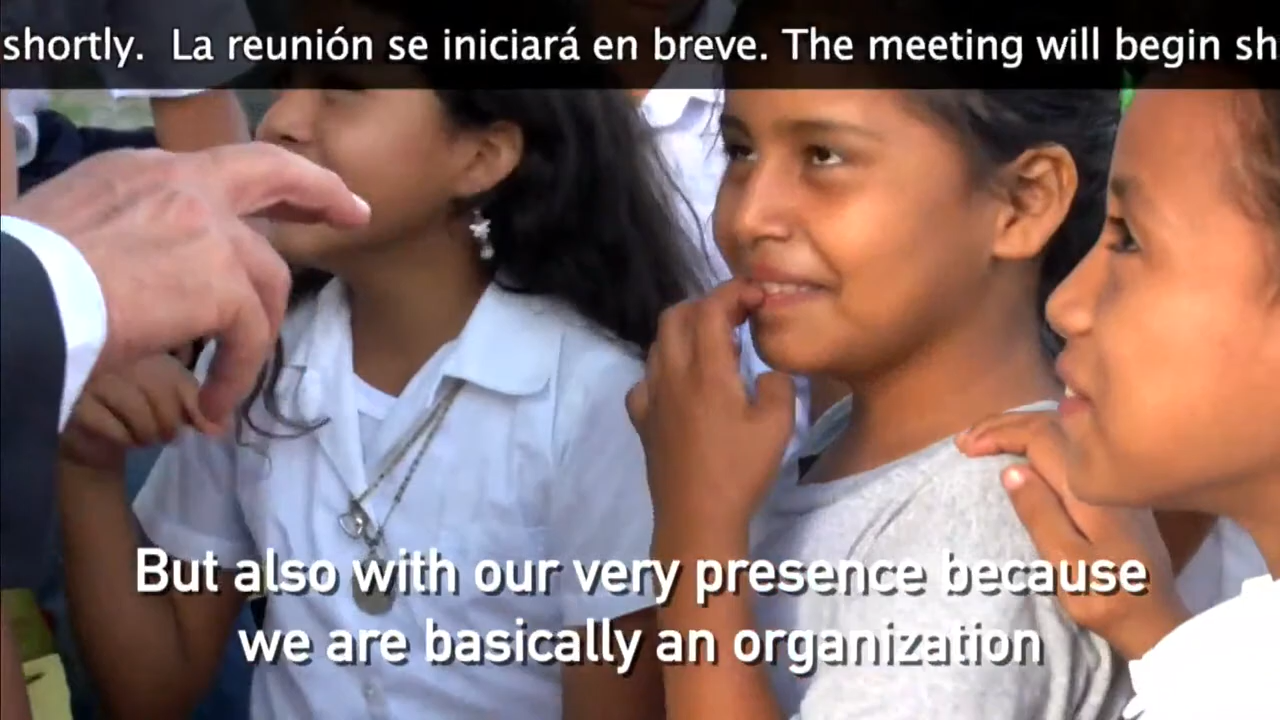 shortly. La reunión se iniciará en breve. The meeting will begin sh
But also with our very presence because
we are basically an organization